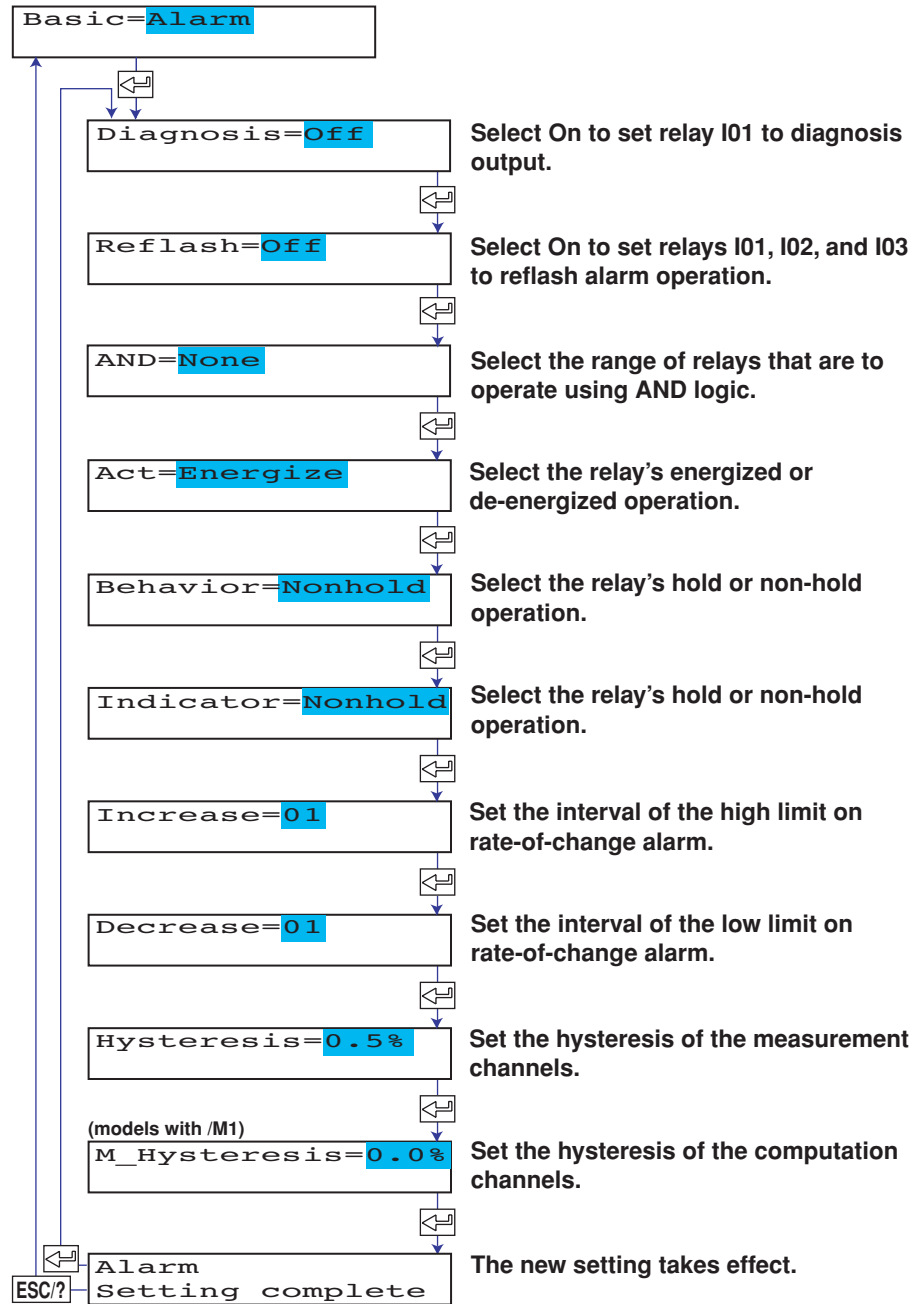 Basic=Alarm
Diagnosis=Off
Select On to set relay I01 to diagnosis
output.
Reflash=Off
Select On to set relays I01, I02, and I03
to reflash alarm operation.
AND=None
Select the range of relays that are to
operate using AND logic.
Act=Energize
Select the relay's energized or
de-energized operation.
Behavior=Nonhold
Select the relay's hold or non-hold
operation.
Indicator=Nonhold
Select the relay's hold or non-hold
operation.
Increase=01
Set the interval of the high limit on
rate-of-change alarm.
Decrease=01
Set the interval of the low limit on
rate-of-change alarm.
Hysteresis=0.5%
Set the hysteresis of the measurement
channels.
(models with /M1)
M_Hysteresis=0.0%
Set the hysteresis of the computation
channels.
Alarm
Setting complete
The new setting takes effect.
ESC/?